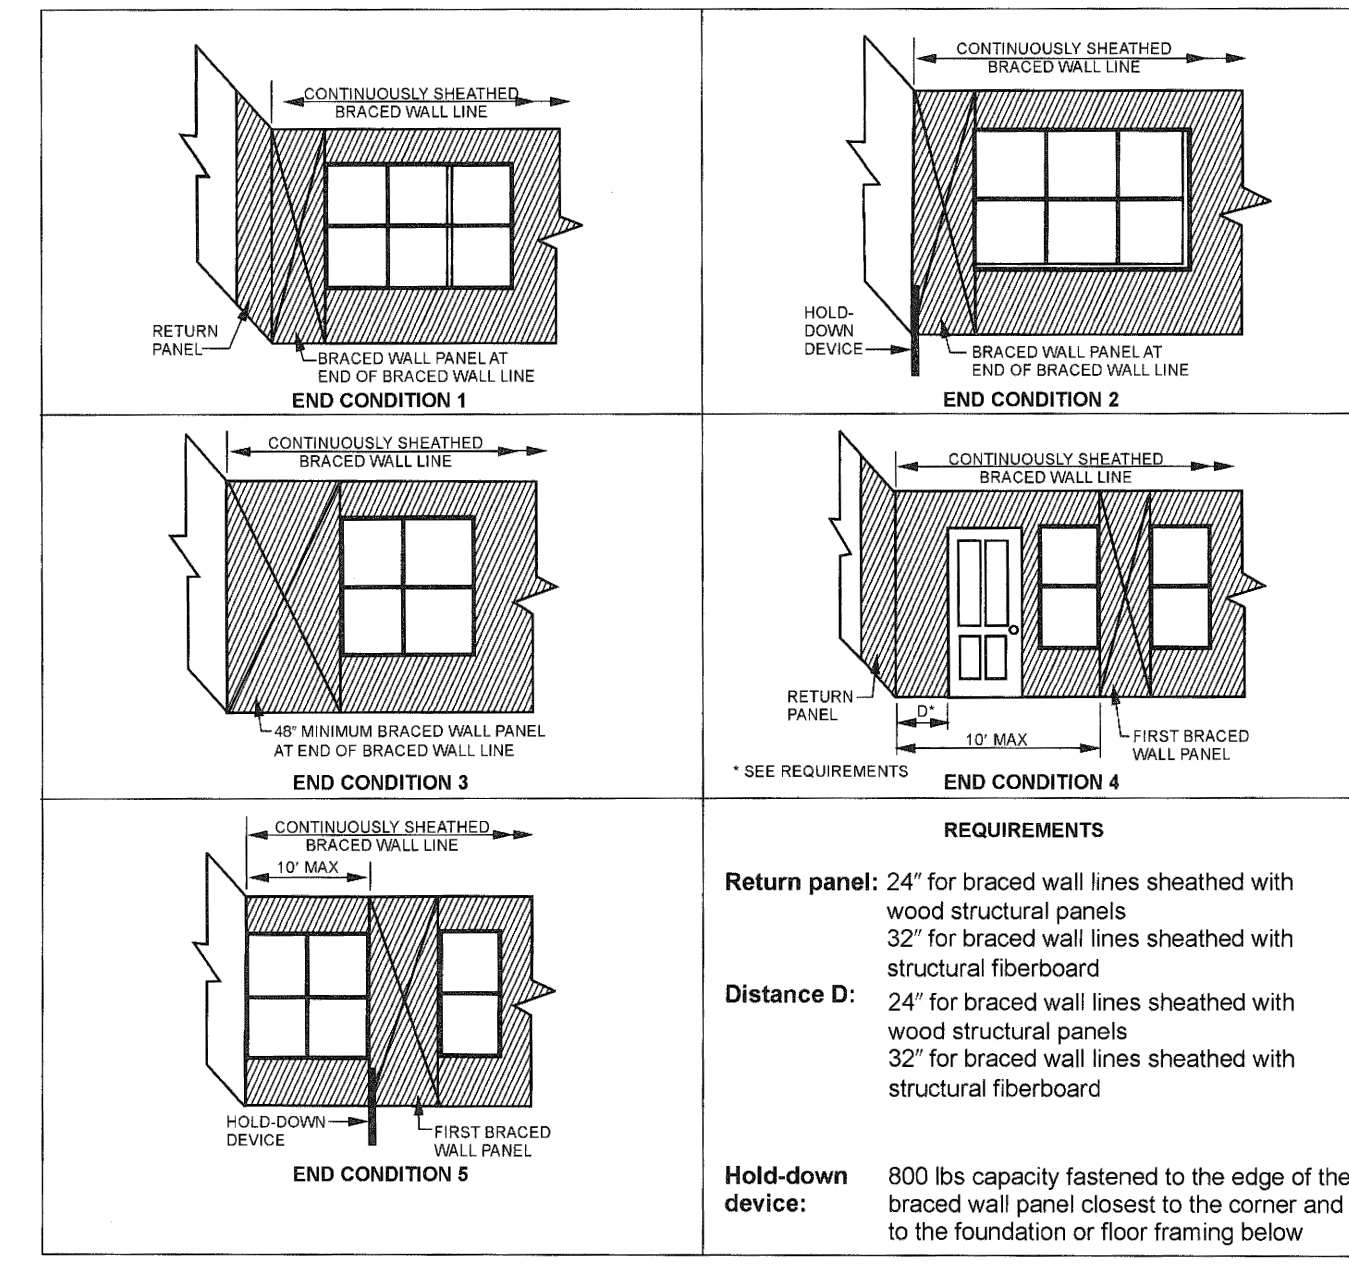 CONTINUOUSLY SHEATHED
BRACED WALL LINE
RETURN
PANEL
BRACED WALL PANEL AT
END OF BRACED WALL LINE
END CONDITION 1
CONTINUOUSLY SHEATHED
BRACED WALL LINE
HOLD-
DOWN
DEVICE
BRACED WALL PANEL AT
END OF BRACED WALL LINE
END CONDITION 2
CONTINUOUSLY SHEATHED
BRACED WALL LINE
48″ MINIMUM BRACED WALL PANEL
AT END OF BRACED WALL LINE
END CONDITION 3
CONTINUOUSLY SHEATHED
BRACED WALL LINE
RETURN
PANEL
D*
10′ MAX
FIRST BRACED
WALL PANEL
* SEE REQUIREMENTS
END CONDITION 4
CONTINUOUSLY SHEATHED
BRACED WALL LINE
10′ MAX
HOLD-DOWN
DEVICE
FIRST BRACED
WALL PANEL
END CONDITION 5
REQUIREMENTS
Return panel: 24″ for braced wall lines sheathed with
wood structural panels
32″ for braced wall lines sheathed with
structural fiberboard
Distance D: 24″ for braced wall lines sheathed with
wood structural panels
32″ for braced wall lines sheathed with
structural fiberboard
Hold-down 800 lbs capacity fastened to the edge of the
device: braced wall panel closest to the corner and
to the foundation or floor framing below